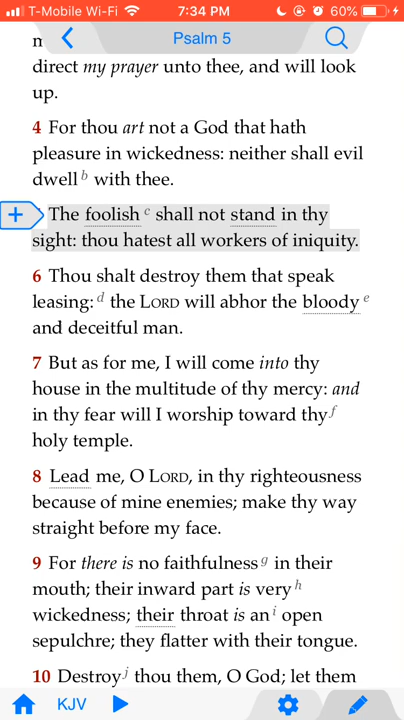 T-Mobile Wi-Fi 7:34 PM 60%
Psalm 5
direct my prayer unto thee, and will look
up.
4 For thou art not a God that hath
pleasure in wickedness: neither shall evil
dwell b with thee.
The foolish c shall not stand in thy
sight: thou hatest all workers of iniquity.
6 Thou shalt destroy them that speak
leasing: d the LORD will abhor the bloody e
and deceitful man.
7 But as for me, I will come into thy
house in the multitude of thy mercy: and
in thy fear will I worship toward thy f
holy temple.
8 Lead me, O LORD, in thy righteousness
because of mine enemies; make thy way
straight before my face.
9 For there is no faithfulness g in their
mouth; their inward part is very h
wickedness; their throat is an i open
sepulchre; they flatter with their tongue.
10 Destroy j thou them, O God; let them
KJV